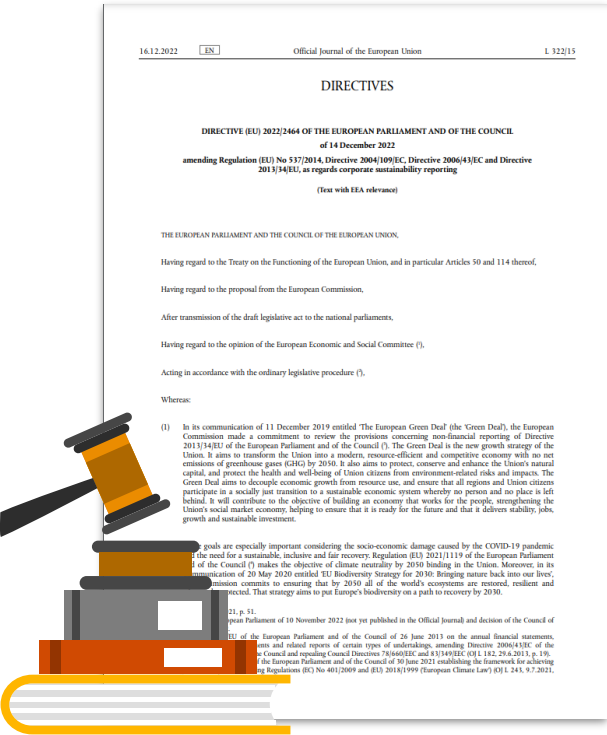 16.12.2022 EN Official Journal of the European Union L 322/15
DIRECTIVES
DIRECTIVE (EU) 2022/2464 OF THE EUROPEAN PARLIAMENT AND OF THE COUNCIL
of 14 December 2022
amending Regulation (EU) No 537/2014, Directive 2004/109/EC, Directive 2006/43/EC and Directive
2013/34/EU, as regards corporate sustainability reporting
(Text with EEA relevance)
THE EUROPEAN PARLIAMENT AND THE COUNCIL OF THE EUROPEAN UNION,
Having regard to the Treaty on the Functioning of the European Union, and in particular Articles 50 and 114 thereof,
Having regard to the proposal from the European Commission,
After transmission of the draft legislative act to the national parliaments,
Having regard to the opinion of the European Economic and Social Committee (¹),
Acting in accordance with the ordinary legislative procedure (²),
Whereas:
(1) In its communication of 11 December 2019 entitled ‘The European Green Deal’ (the ‘Green Deal’), the European
Commission made a commitment to review the provisions concerning non-financial reporting of Directive
2013/34/EU of the European Parliament and of the Council (³). The Green Deal is the new growth strategy of the
Union. It aims to transform the Union into a modern, resource-efficient and competitive economy with no net
emissions of greenhouse gases (GHG) by 2050. It also aims to protect, conserve and enhance the Union's natural
capital, and protect the health and well-being of Union citizens from environment-related risks and impacts. The
Green Deal aims to decouple economic growth from resource use, and ensure that all regions and Union citizens
participate in a socially just transition to a sustainable economic system whereby no person and no place is left
behind. It will contribute to the objective of building an economy that works for the people, strengthening the
Union's social market economy, helping to ensure that it is ready for the future and that it delivers stability, jobs,
growth and sustainable investment.
goals are especially important considering the socio-economic damage caused by the COVID-19 pandemic
the need for a sustainable, inclusive and fair recovery. Regulation (EU) 2021/1119 of the European Parliament
of the Council (⁴) makes the objective of climate neutrality by 2050 binding in the Union. Moreover, in its
of 20 May 2020 entitled ‘EU Biodiversity Strategy for 2030: Bringing nature back into our lives’,
commits to ensuring that by 2050 all of the world's ecosystems are restored, resilient and
That strategy aims to put Europe's biodiversity on a path to recovery by 2030.
p. 51.
Parliament of 10 November 2022 (not yet published in the Official Journal) and decision of the Council of
EU of the European Parliament and of the Council of 26 June 2013 on the annual financial statements,
and related reports of certain types of undertakings, amending Directive 2006/43/EC of the
Council and repealing Council Directives 78/660/EEC and 83/349/EEC (OJ L 182, 29.6.2013, p. 19).
the European Parliament and of the Council of 30 June 2021 establishing the framework for achieving
Regulations (EC) No 401/2009 and (EU) 2018/1999 (‘European Climate Law’) (OJ L 243, 9.7.2021,